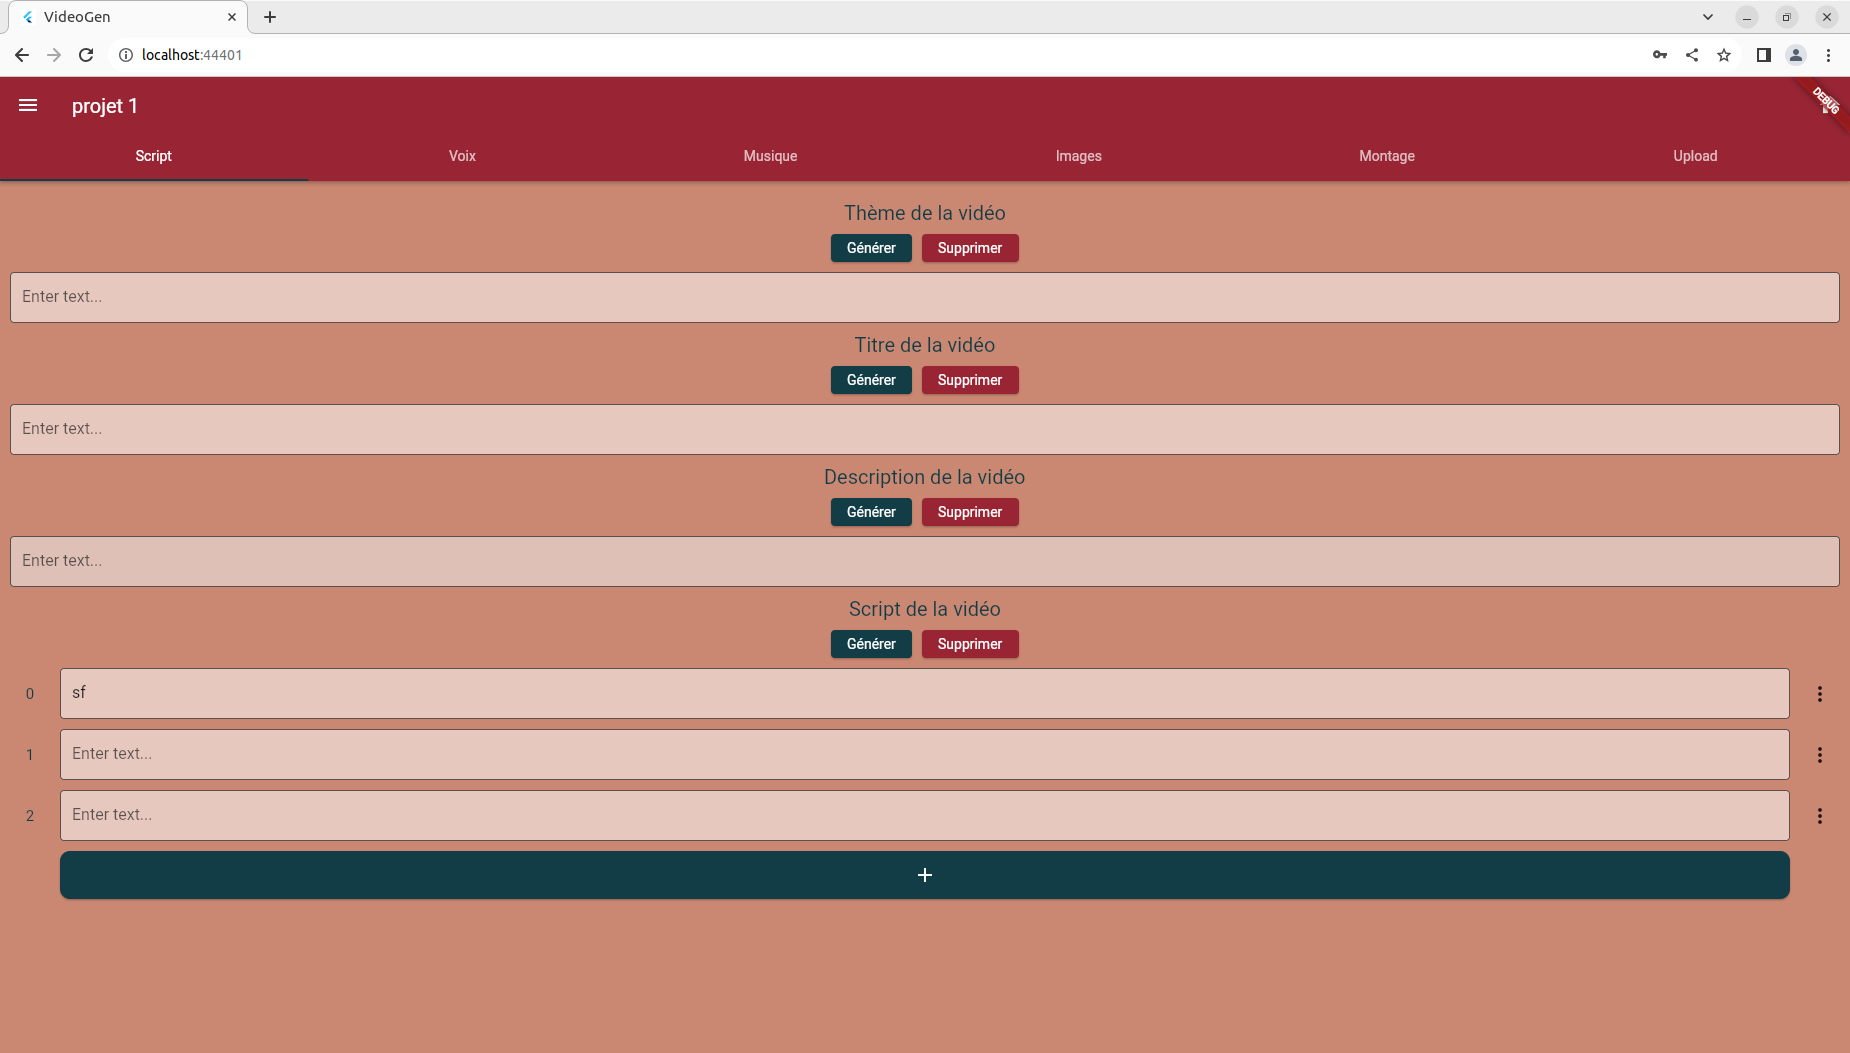 VideoGen
localhost:44401
projet 1
DEBUG
Script Voix Musique Images Montage Upload
Thème de la vidéo
Générer Supprimer
Enter text...
Titre de la vidéo
Générer Supprimer
Enter text...
Description de la vidéo
Générer Supprimer
Enter text...
Script de la vidéo
Générer Supprimer
0 sf
1 Enter text...
2 Enter text...
+